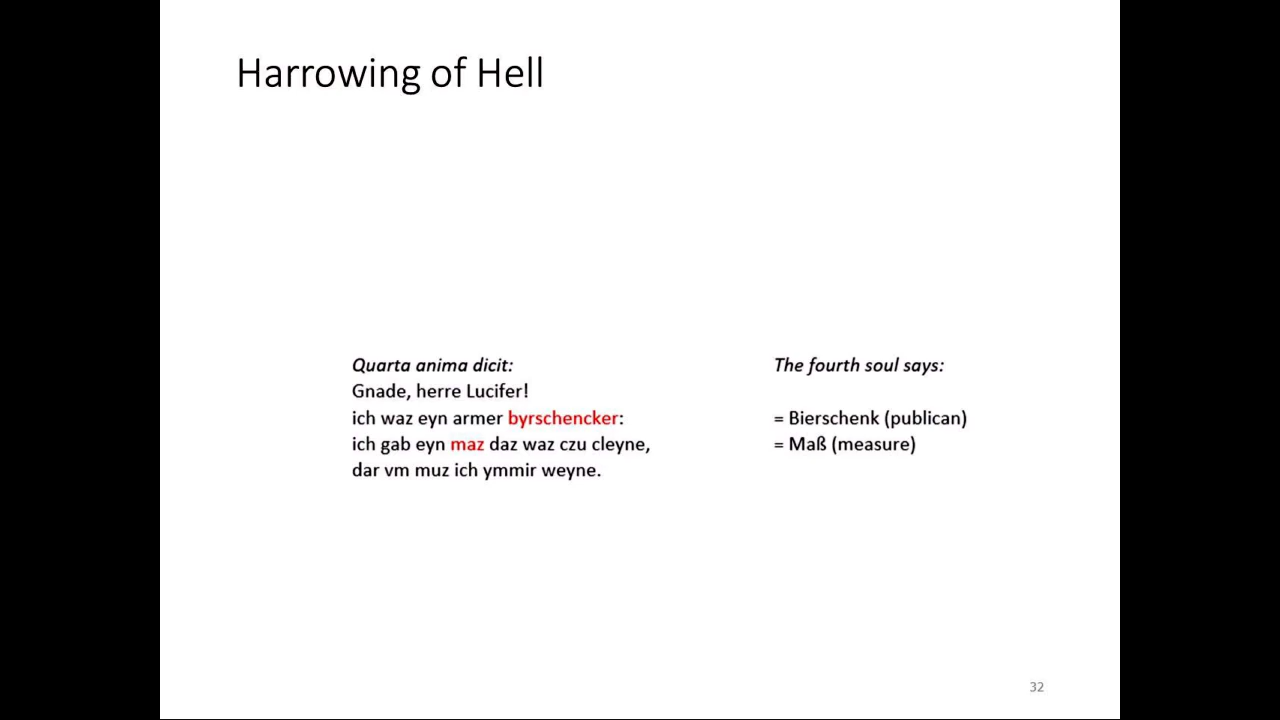 Harrowing of Hell
Quarta anima dicit:
Gnade, herre Lucifer!
ich waz eyn armer byrschencker:
ich gab eyn maz daz waz czu cleyne,
dar vm muz ich ymmir weyne.
The fourth soul says:
= Bierschenk (publican)
= Maß (measure)
32